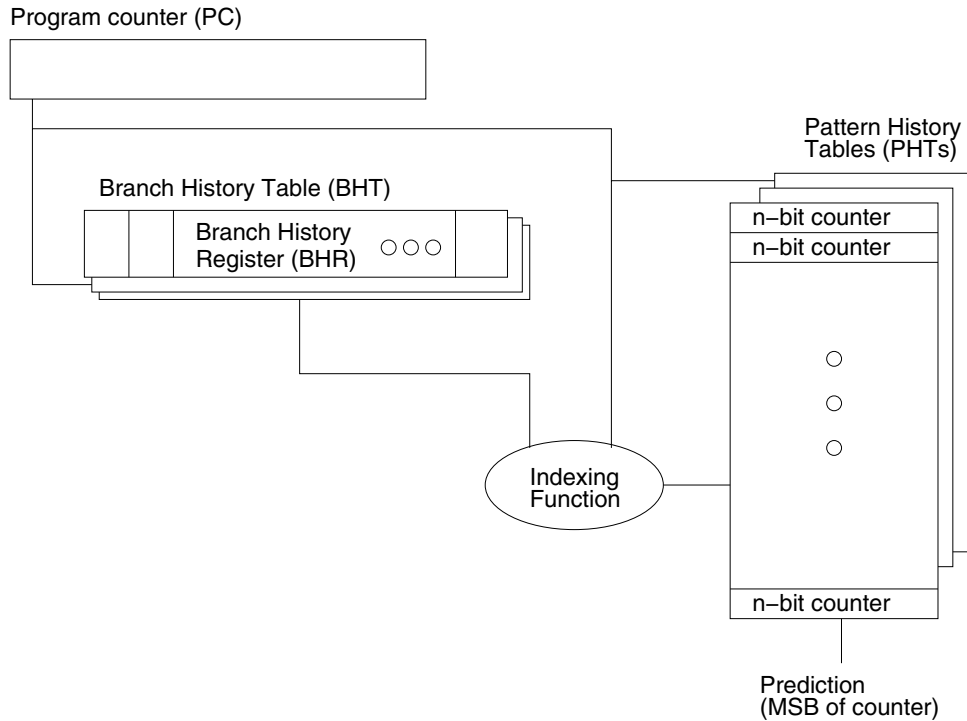 Program counter (PC)
Pattern History
Tables (PHTs)
Branch History Table (BHT)
Branch History
Register (BHR)
n−bit counter
n−bit counter
Indexing
Function
n−bit counter
Prediction
(MSB of counter)